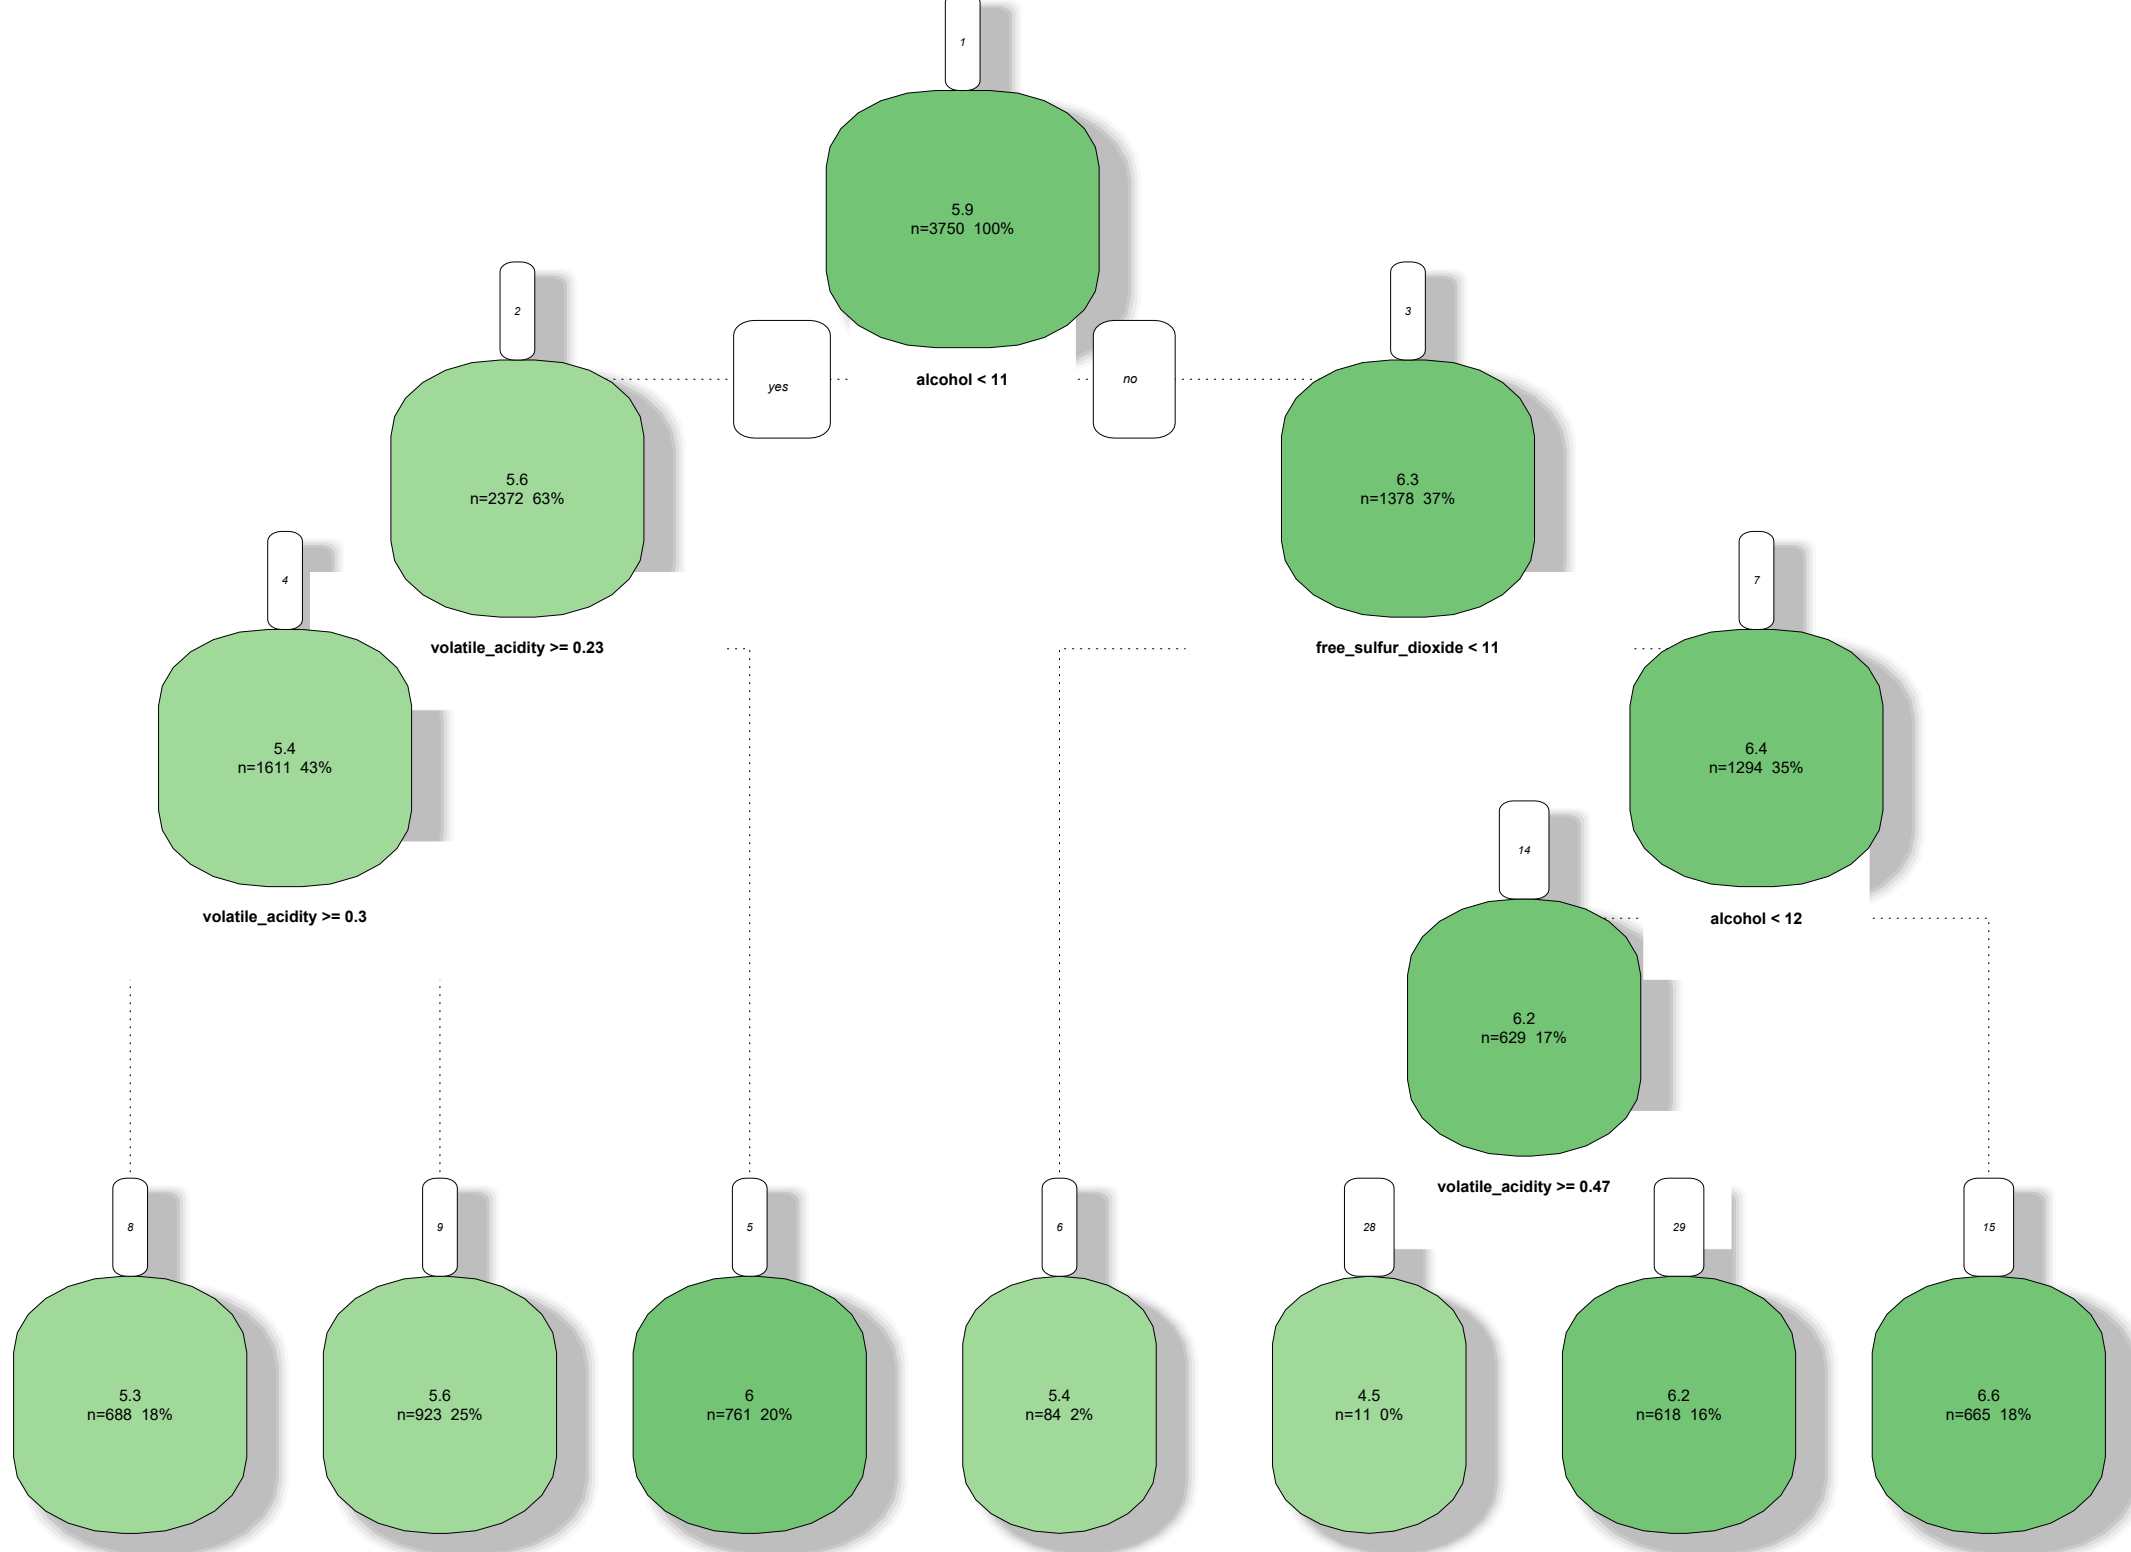 1
5.9
n=3750 100%
2
3
yes
alcohol < 11
no
5.6
n=2372 63%
6.3
n=1378 37%
4
7
volatile_acidity >= 0.23
free_sulfur_dioxide < 11
5.4
n=1611 43%
6.4
n=1294 35%
14
volatile_acidity >= 0.3
alcohol < 12
6.2
n=629 17%
volatile_acidity >= 0.47
8
9
5
6
28
29
15
5.3
n=688 18%
5.6
n=923 25%
6
n=761 20%
5.4
n=84 2%
4.5
n=11 0%
6.2
n=618 16%
6.6
n=665 18%